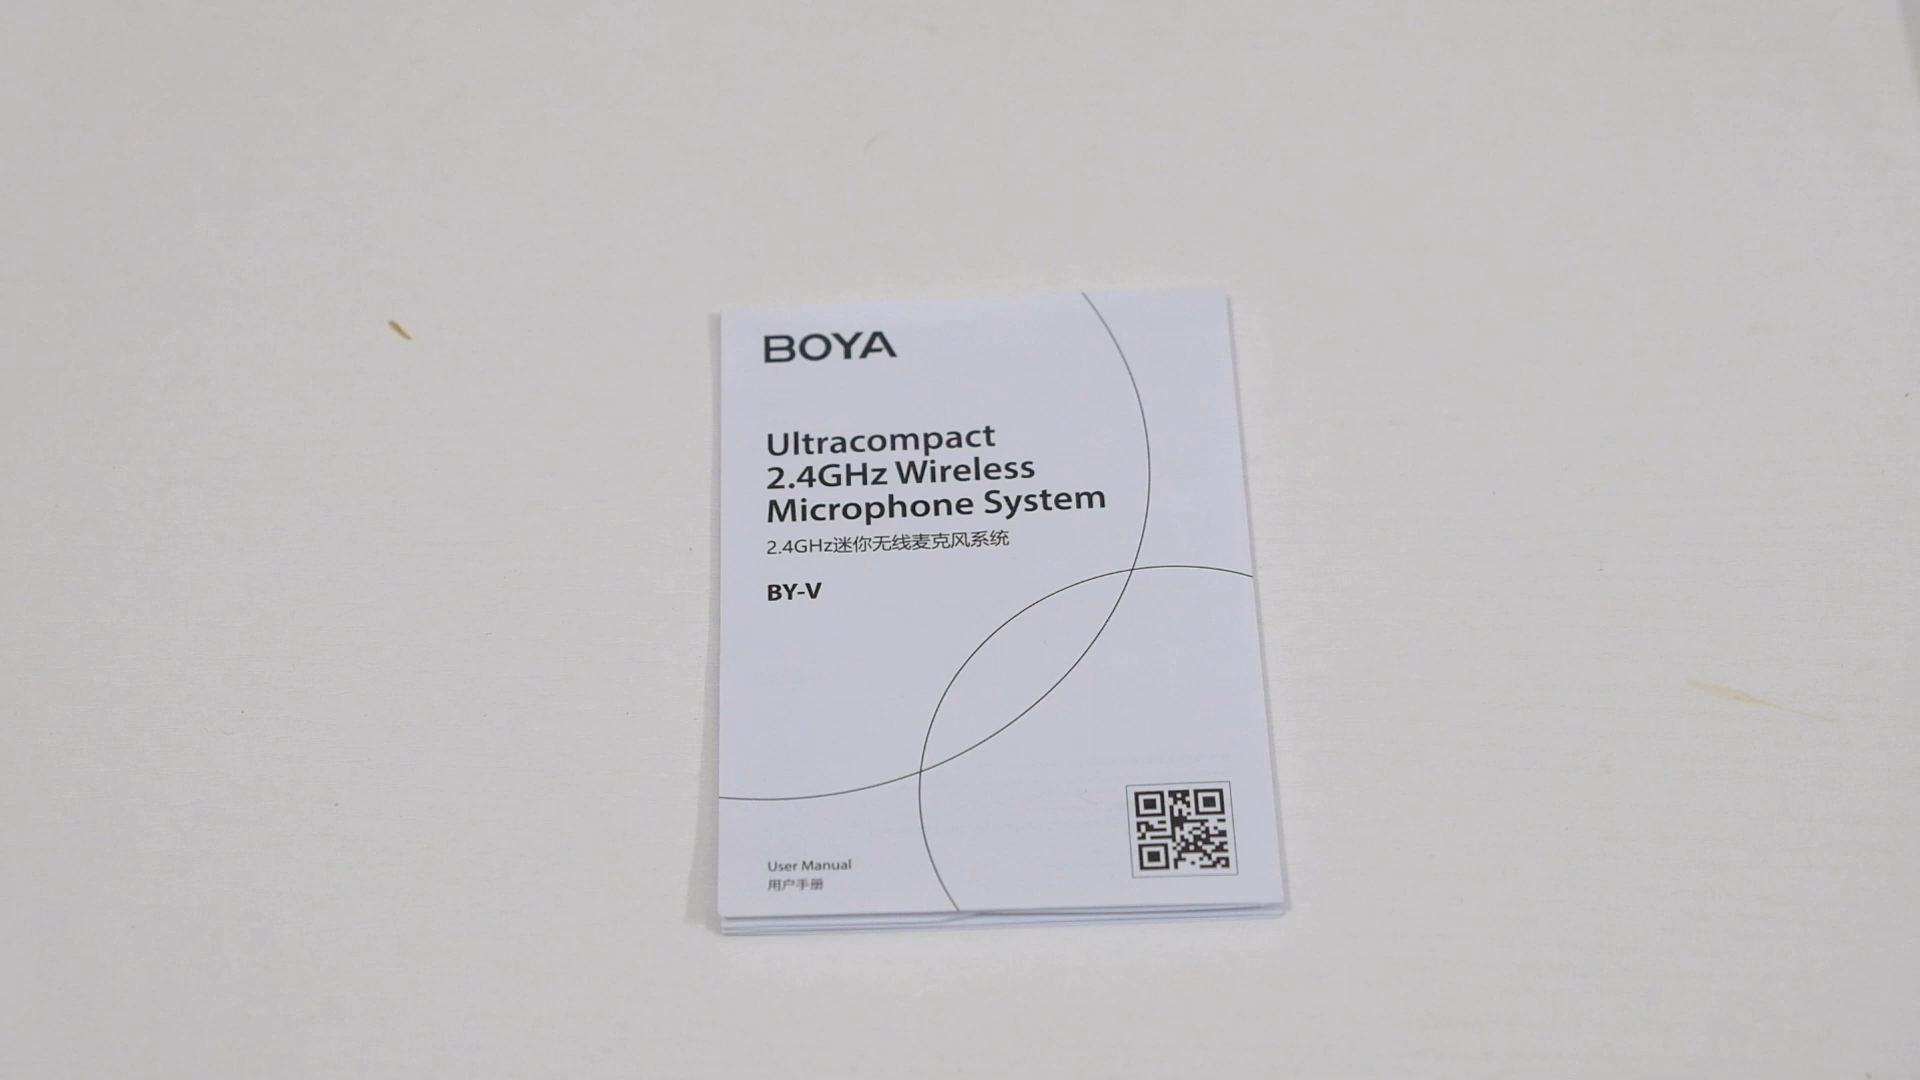 BOYA
Ultracompact
2.4GHz Wireless
Microphone System
2.4GHz迷你无线麦克风系统
BY-V
User Manual
用户手册